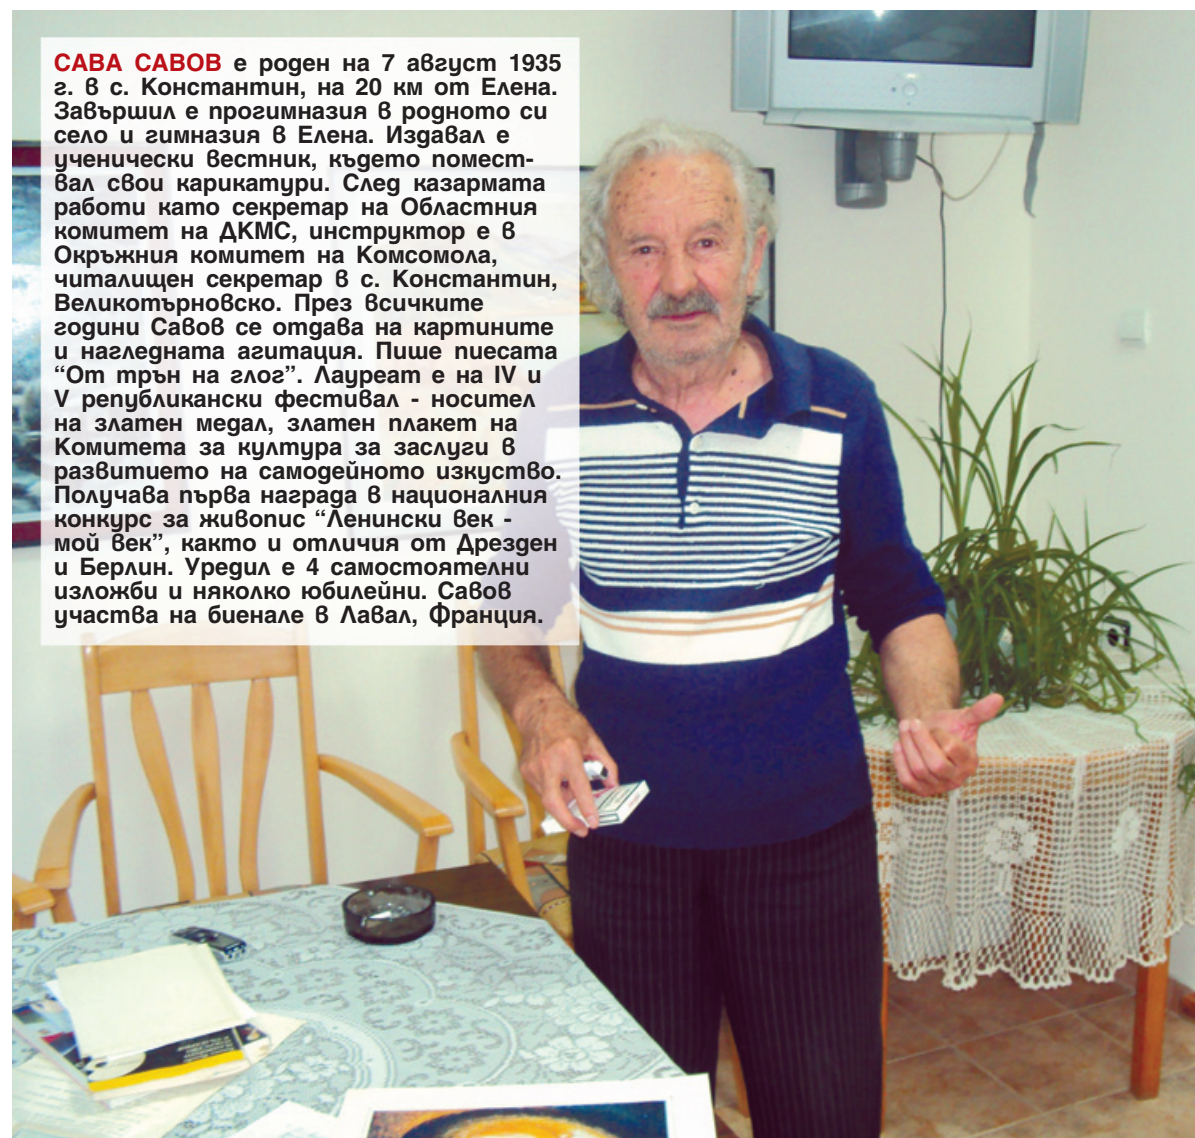 САВА САВОВ е роден на 7 август 1935
г. в с. Константин, на 20 км от Елена.
Завършил е прогимназия в родното си
село и гимназия в Елена. Издавал е
ученически вестник, където помест-
вал свои карикатури. След казармата
работи като секретар на Областния
комитет на ДКМС, инструктор е в
Окръжния комитет на Комсомола,
читалищен секретар в с. Константин,
Великотърновско. През всичките
години Савов се отдава на картините
и нагледната агитация. Пише пиесата
“От трън на глог”. Лауреат е на IV и
V републикански фестивал - носител
на златен медал, златен плакет на
Комитета за култура за заслуги в
развитието на самодейното изкуство.
Получава първа награда в националния
конкурс за живопис “Ленински век -
мой век”, както и отличия от Дрезден
и Берлин. Уредил е 4 самостоятелни
изложби и няколко юбилейни. Савов
участва на биенале в Лавал, Франция.